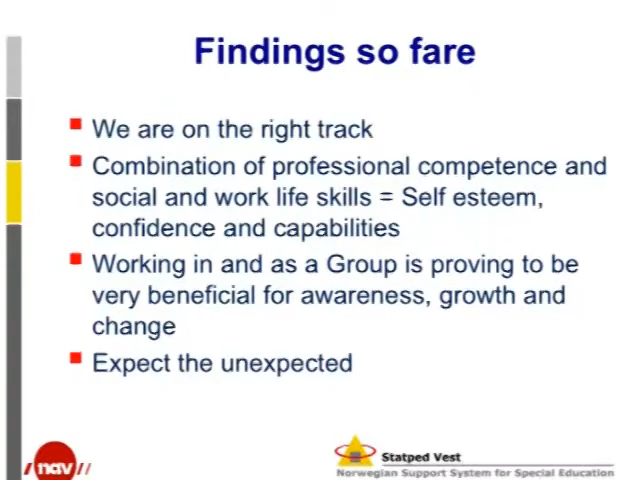 Findings so fare
We are on the right track
Combination of professional competence and
social and work life skills = Self esteem,
confidence and capabilities
Working in and as a Group is proving to be
very beneficial for awareness, growth and
change
Expect the unexpected
nav
Statped Vest
Norwegian Support System for Special Education